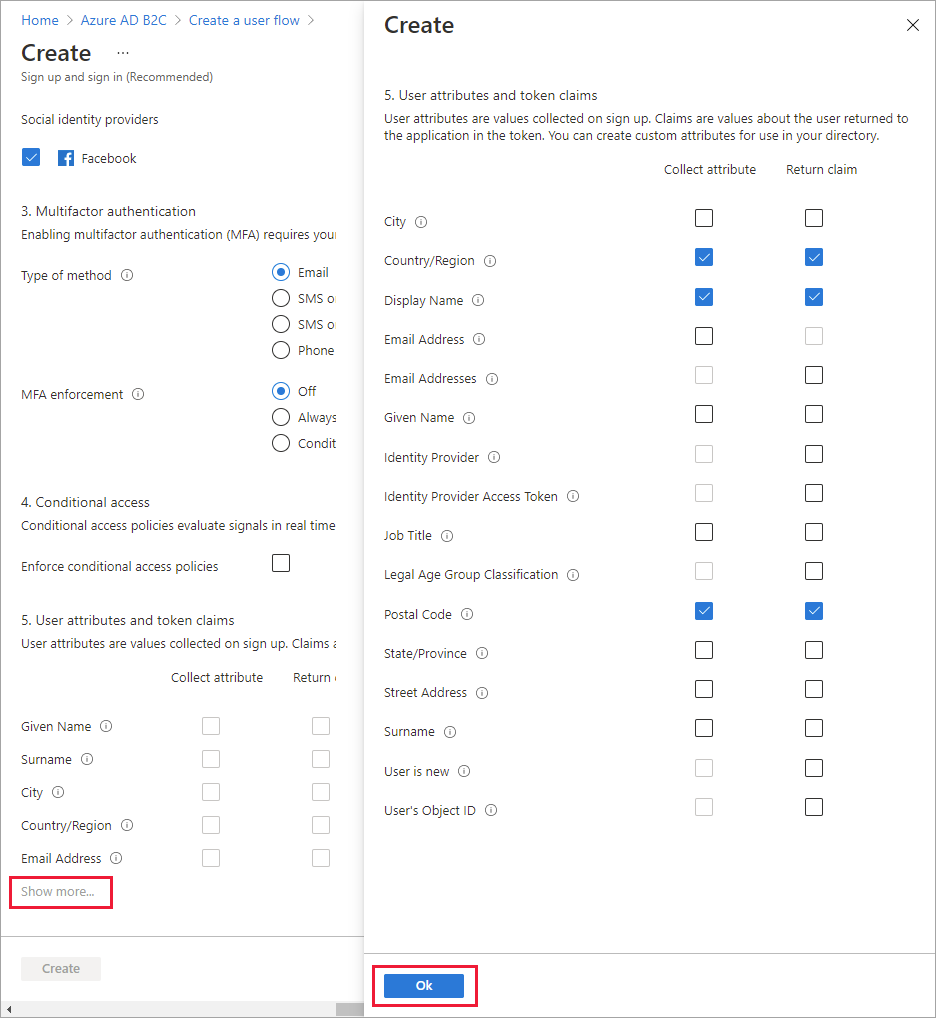 Home > Azure AD B2C > Create a user flow >
Create ...
Sign up and sign in (Recommended)
Social identity providers
Facebook
3. Multifactor authentication
Enabling multifactor authentication (MFA) requires your
Type of method
Email
SMS o
SMS o
Phone
MFA enforcement
Off
Always
Condit
4. Conditional access
Conditional access policies evaluate signals in real time
Enforce conditional access policies
5. User attributes and token claims
User attributes are values collected on sign up. Claims a
Collect attribute Return
Given Name
Surname
City
Country/Region
Email Address
Show more...
Create
Create
5. User attributes and token claims
User attributes are values collected on sign up. Claims are values about the user returned to
the application in the token. You can create custom attributes for use in your directory.
Collect attribute Return claim
City
Country/Region
Display Name
Email Address
Email Addresses
Given Name
Identity Provider
Identity Provider Access Token
Job Title
Legal Age Group Classification
Postal Code
State/Province
Street Address
Surname
User is new
User's Object ID
Ok